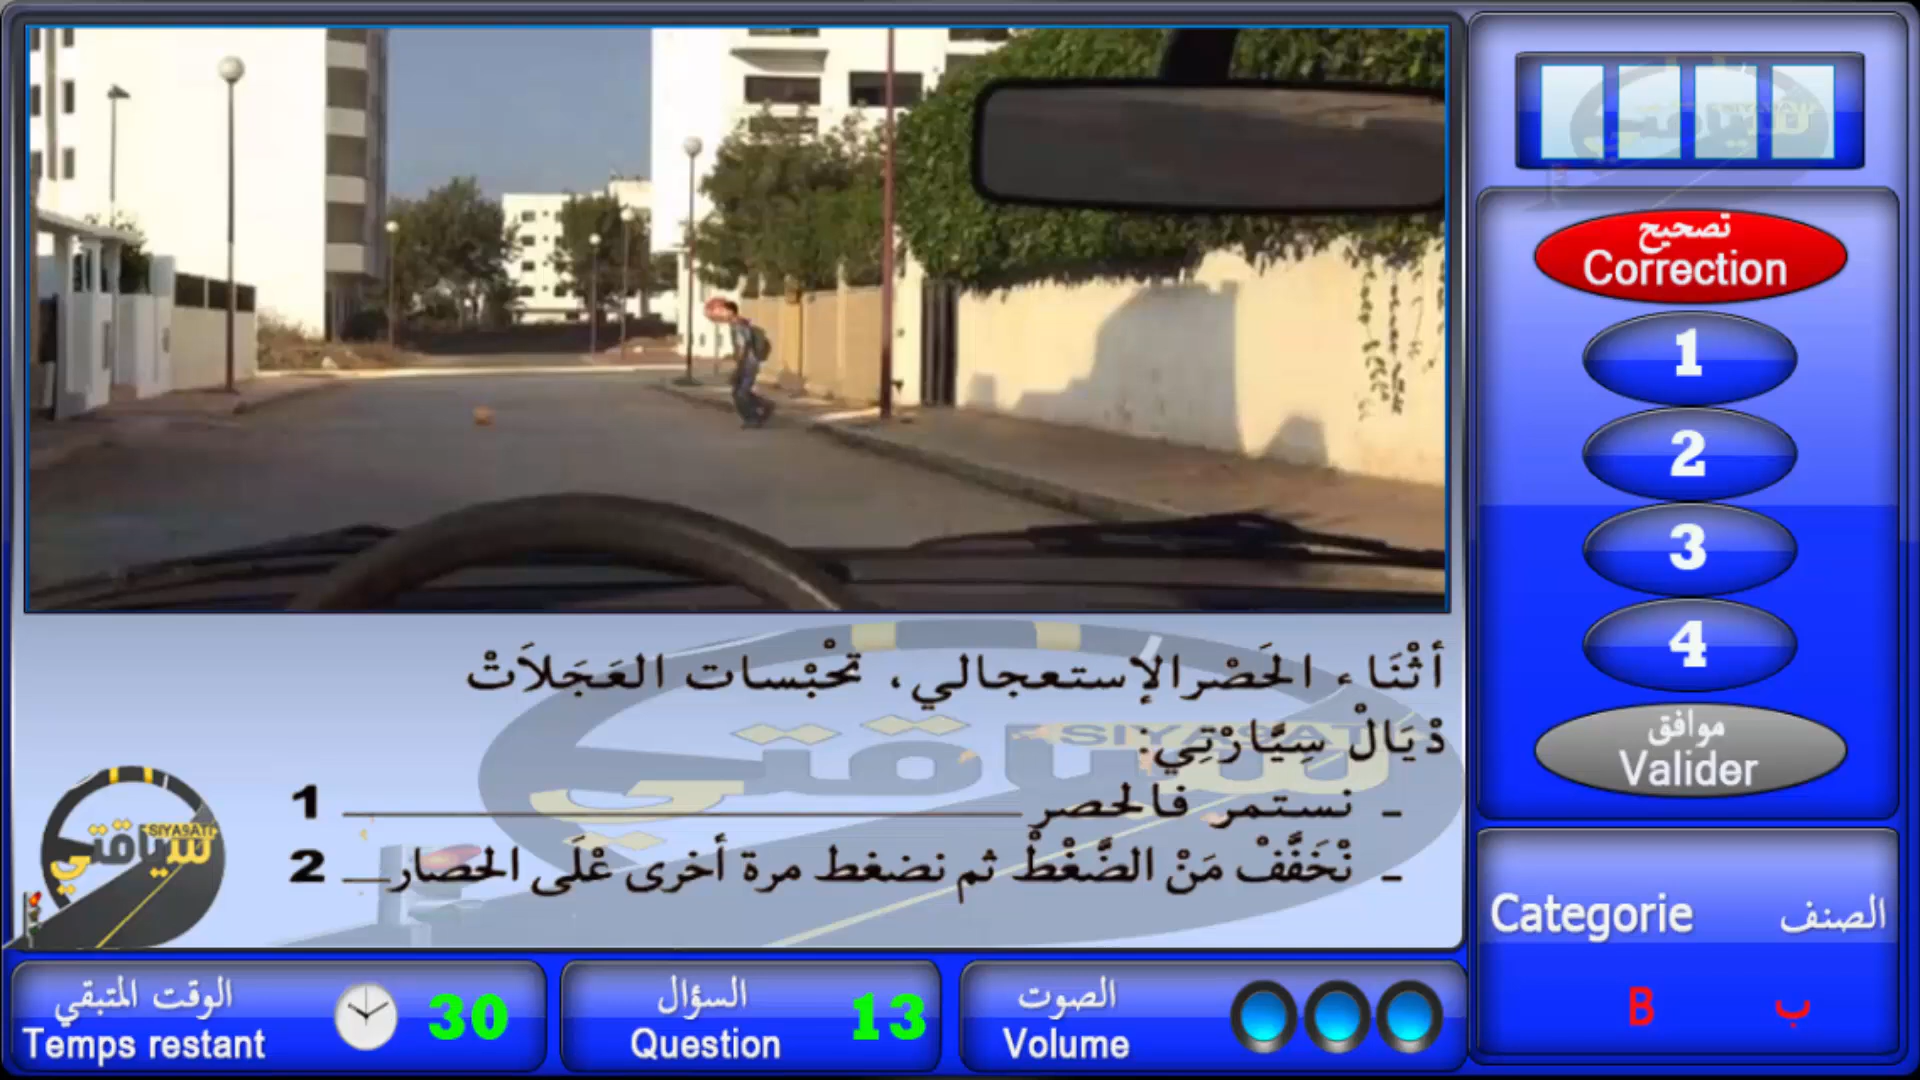 أثْنَاء الحَصْرالإستعجالي، تحْبْسات العَجَلاَتْ
دْيَالْ سِيَّارْتِي:
ـ نستمر فالحصر 1
ـ نْخَفَّفْ مَنْ الضَّغْطْ ثم نضغط مرة أخرى عْلَى الحصار 2
سياقتي
SIYA9ATI
تصحيح
Correction
1
2
3
4
موافق
Valider
Categorie الصنف
B ب
الوقت المتبقي
Temps restant
30
السؤال
Question
13
الصوت
Volume